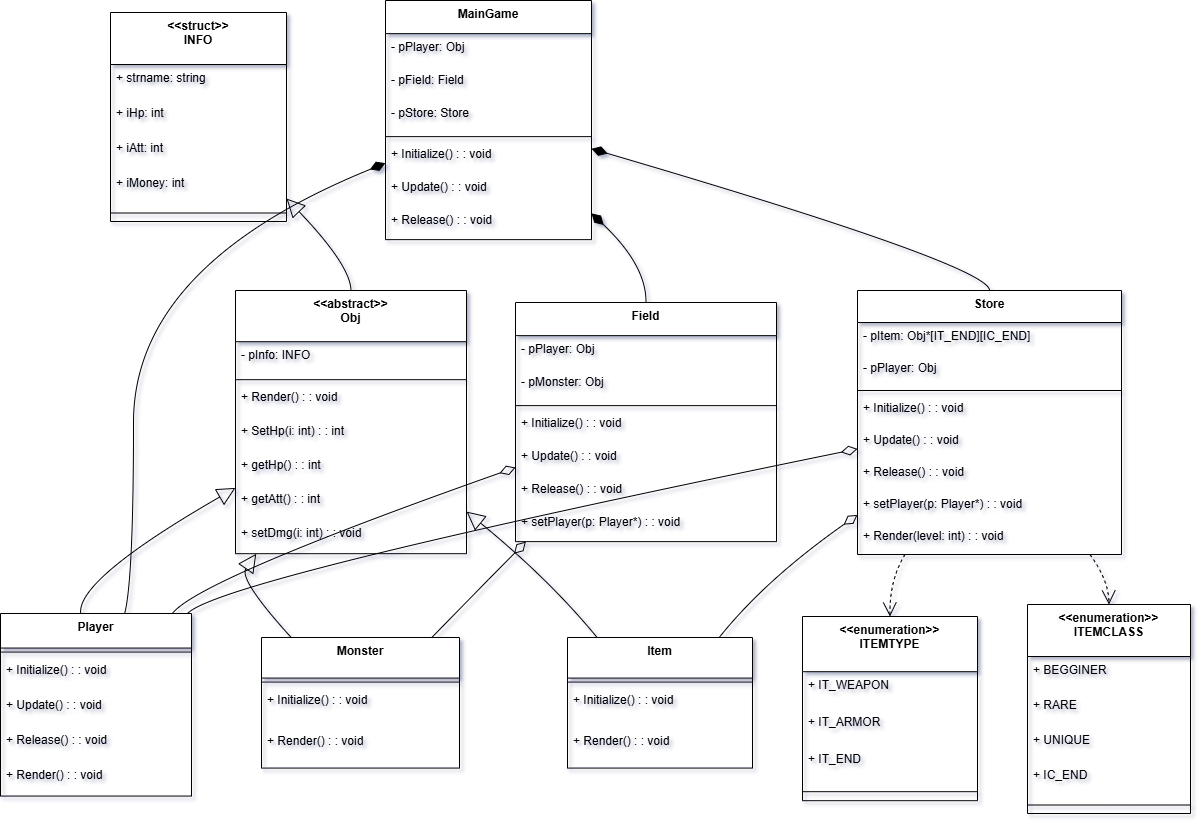 <<struct>>
INFO
+ strname: string
+ iHp: int
+ iAtt: int
+ iMoney: int
MainGame
- pPlayer: Obj
- pField: Field
- pStore: Store
+ Initialize() : : void
+ Update() : : void
+ Release() : : void
<<abstract>>
Obj
- pInfo: INFO
+ Render() : : void
+ SetHp(i: int) : : int
+ getHp() : : int
+ getAtt() : : int
+ setDmg(i: int) : : void
Field
- pPlayer: Obj
- pMonster: Obj
+ Initialize() : : void
+ Update() : : void
+ Release() : : void
+ setPlayer(p: Player*) : : void
Store
- pItem: Obj*[IT_END][IC_END]
- pPlayer: Obj
+ Initialize() : : void
+ Update() : : void
+ Release() : : void
+ setPlayer(p: Player*) : : void
+ Render(level: int) : : void
Player
+ Initialize() : : void
+ Update() : : void
+ Release() : : void
+ Render() : : void
Monster
+ Initialize() : : void
+ Render() : : void
Item
+ Initialize() : : void
+ Render() : : void
<<enumeration>>
ITEMTYPE
+ IT_WEAPON
+ IT_ARMOR
+ IT_END
<<enumeration>>
ITEMCLASS
+ BEGGINER
+ RARE
+ UNIQUE
+ IC_END